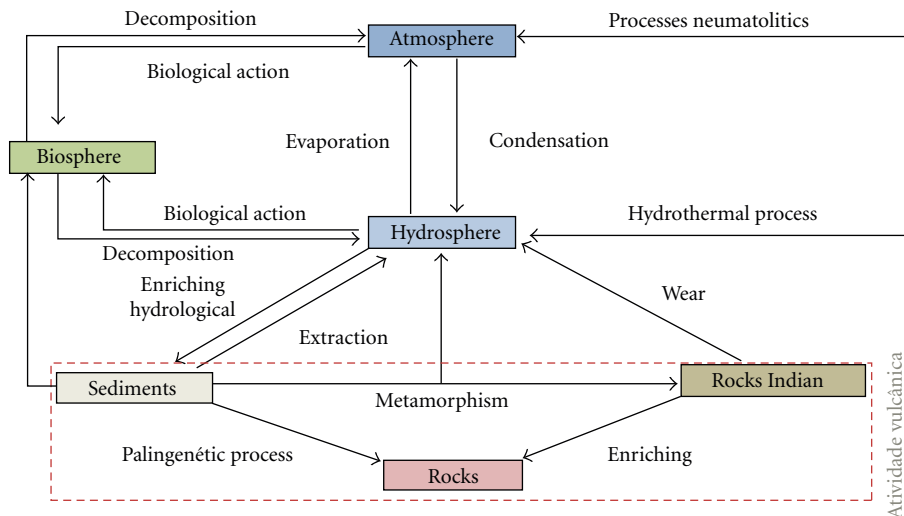 Decomposition
Processes neumatolitics
Atmosphere
Biological action
Evaporation
Condensation
Biosphere
Biological action
Hydrothermal process
Hydrosphere
Decomposition
Enriching
hydrological
Wear
Extraction
Sediments
Rocks Indian
Metamorphism
Palingenétic process
Enriching
Rocks
Atividade vulcânica